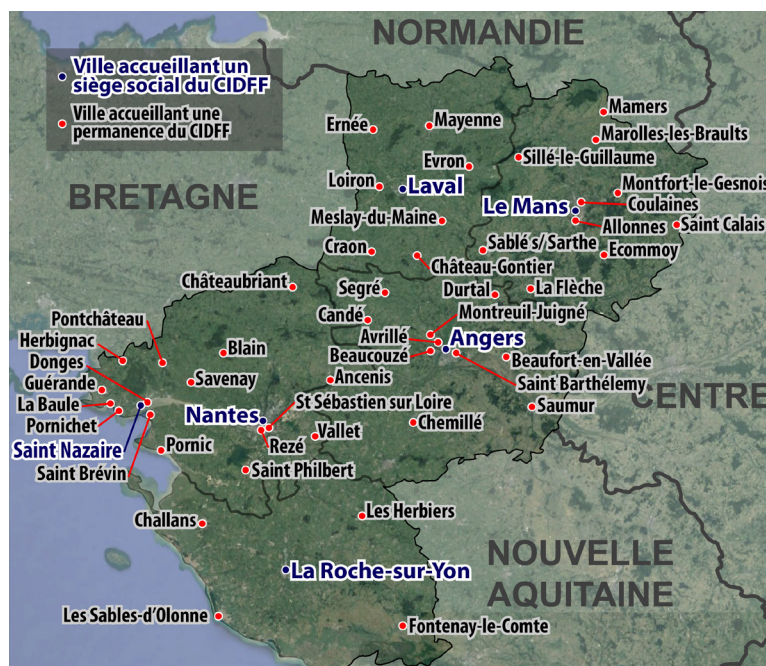 NORMANDIE
Ville accueillant un
siège social du CIDFF
Ville accueillant une
permanence du CIDFF
Mamers
Ernée
Mayenne
Marolles-les-Braults
Evron
Sillé-le-Guillaume
BRETAGNE
Loiron
Laval
Montfort-le-Gesnois
Le Mans
Coulaines
Meslay-du-Maine
Allonnes
Saint Calais
Craon
Sablé s/Sarthe
Ecommoy
Château-Gontier
Châteaubriant
Segré
Durtal
La Flèche
Montreuil-Juigné
Pontchâteau
Candé
Avrillé
Angers
Herbignac
Blain
Beaucouzé
Beaufort-en-Vallée
Donges
Guérande
Savenay
Ancenis
Saint Barthélemy
CENTRE
La Baule
St Sébastien sur Loire
Saumur
Nantes
Pornichet
Chemillé
Vallet
Saint Nazaire
Pornic
Rezé
Saint Brévin
Saint Philbert
Challans
Les Herbiers
NOUVELLE
AQUITAINE
La Roche-sur-Yon
Les Sables-d'Olonne
Fontenay-le-Comte